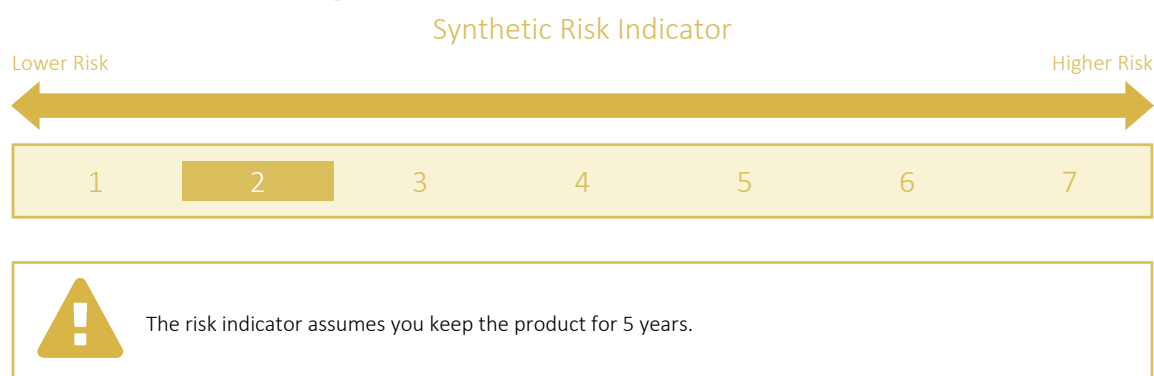 Synthetic Risk Indicator
Lower Risk Higher Risk
1 2 3 4 5 6 7
The risk indicator assumes you keep the product for 5 years.